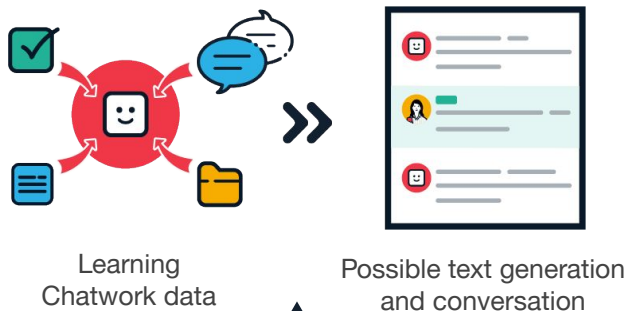 Learning
Chatwork data
Possible text generation
and conversation